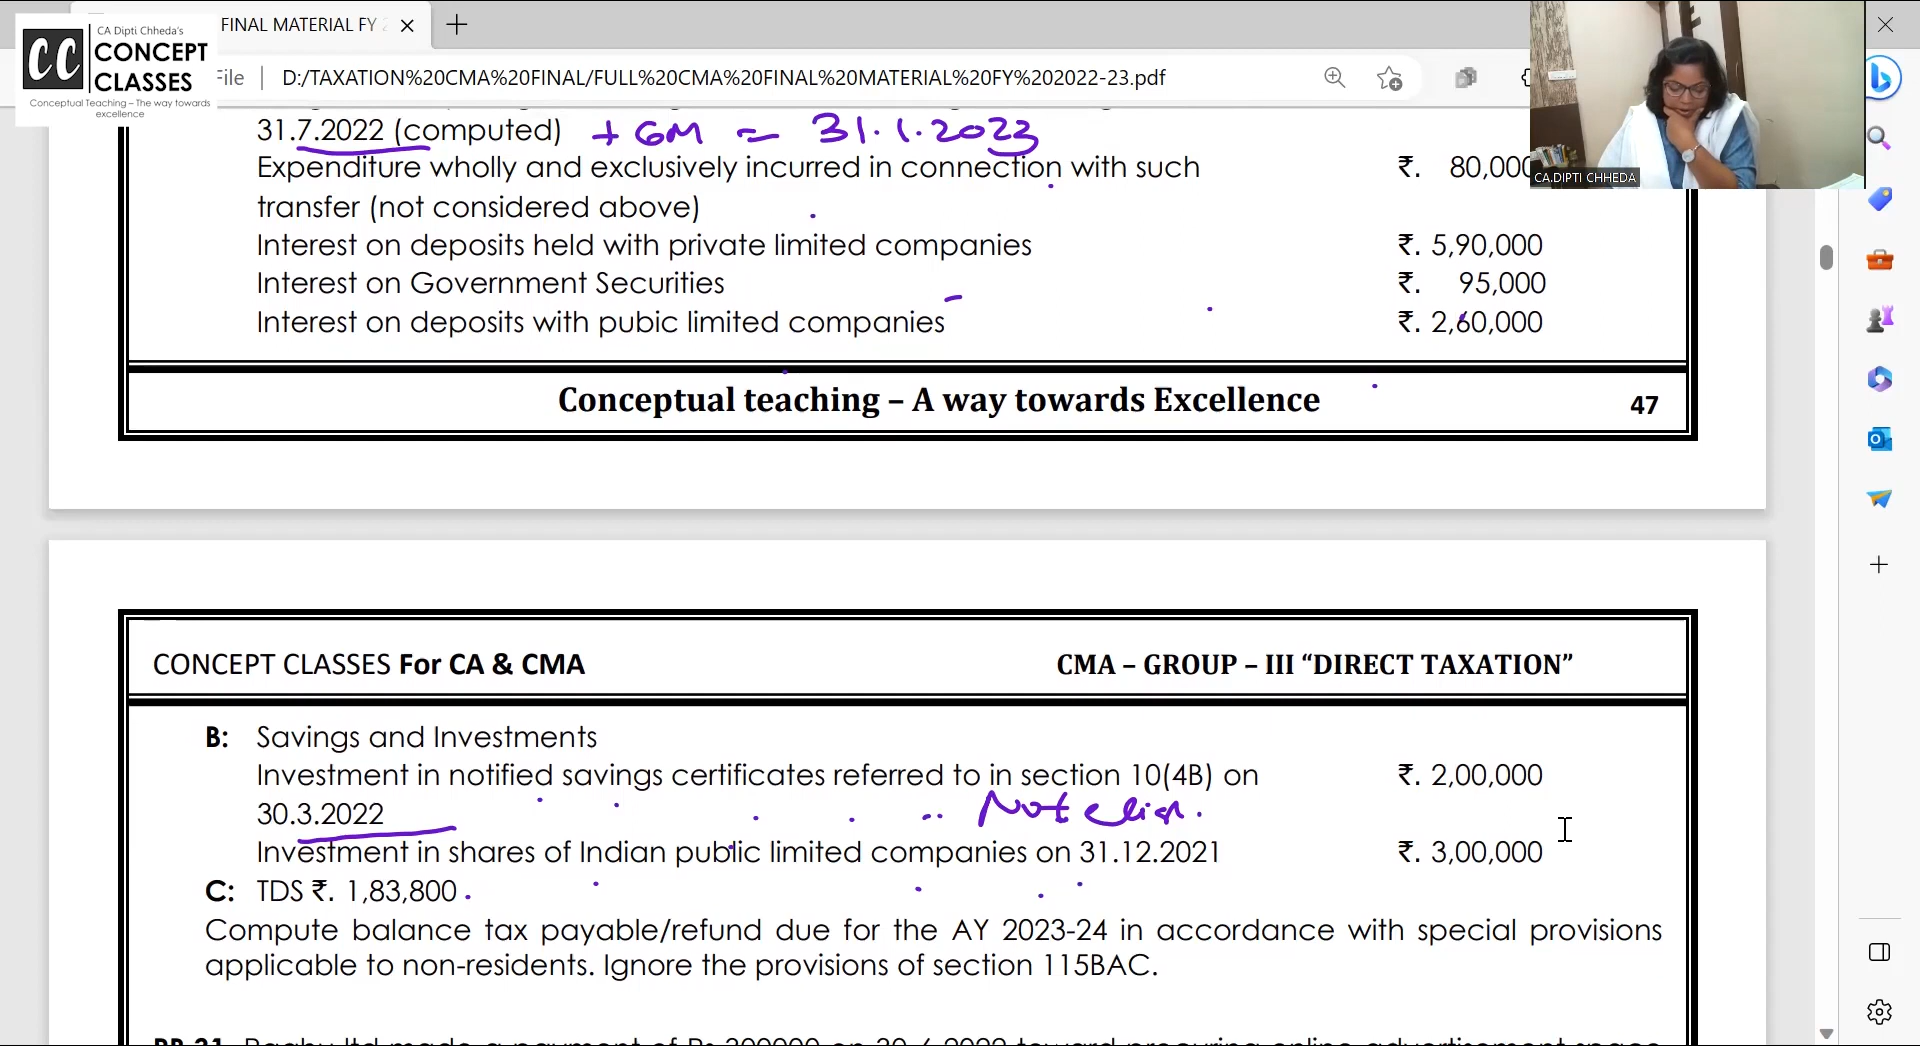 FINAL MATERIAL FY 2
CA Dipti Chheda's
CONCEPT
CLASSES
Conceptual Teaching – The way towards
excellence
CC
File
D:/TAXATION%20CMA%20FINAL/FULL%20CMA%20FINAL%20MATERIAL%20FY%202022-23.pdf
CA.DIPTI CHHEDA
31.7.2022 (computed) + 6M = 31.1.2023
Expenditure wholly and exclusively incurred in connection with such ₹. 80,000
transfer (not considered above)
Interest on deposits held with private limited companies ₹. 5,90,000
Interest on Government Securities ₹. 95,000
Interest on deposits with pubic limited companies ₹. 2,60,000
Conceptual teaching – A way towards Excellence 47
CONCEPT CLASSES For CA & CMA CMA – GROUP – III “DIRECT TAXATION”
B: Savings and Investments
Investment in notified savings certificates referred to in section 10(4B) on ₹. 2,00,000
30.3.2022 Not
Investment in shares of Indian public limited companies on 31.12.2021 ₹. 3,00,000
C: TDS ₹. 1,83,800
Compute balance tax payable/refund due for the AY 2023-24 in accordance with special provisions
applicable to non-residents. Ignore the provisions of section 115BAC.